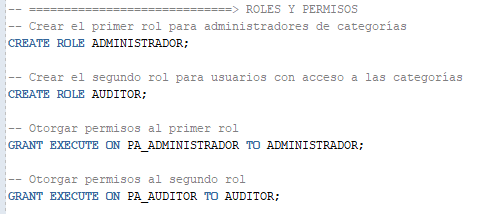 -- ============================> ROLES Y PERMISOS
-- Crear el primer rol para administradores de categorías
CREATE ROLE ADMINISTRADOR;
-- Crear el segundo rol para usuarios con acceso a las categorías
CREATE ROLE AUDITOR;
-- Otorgar permisos al primer rol
GRANT EXECUTE ON PA_ADMINISTRADOR TO ADMINISTRADOR;
-- Otorgar permisos al segundo rol
GRANT EXECUTE ON PA_AUDITOR TO AUDITOR;